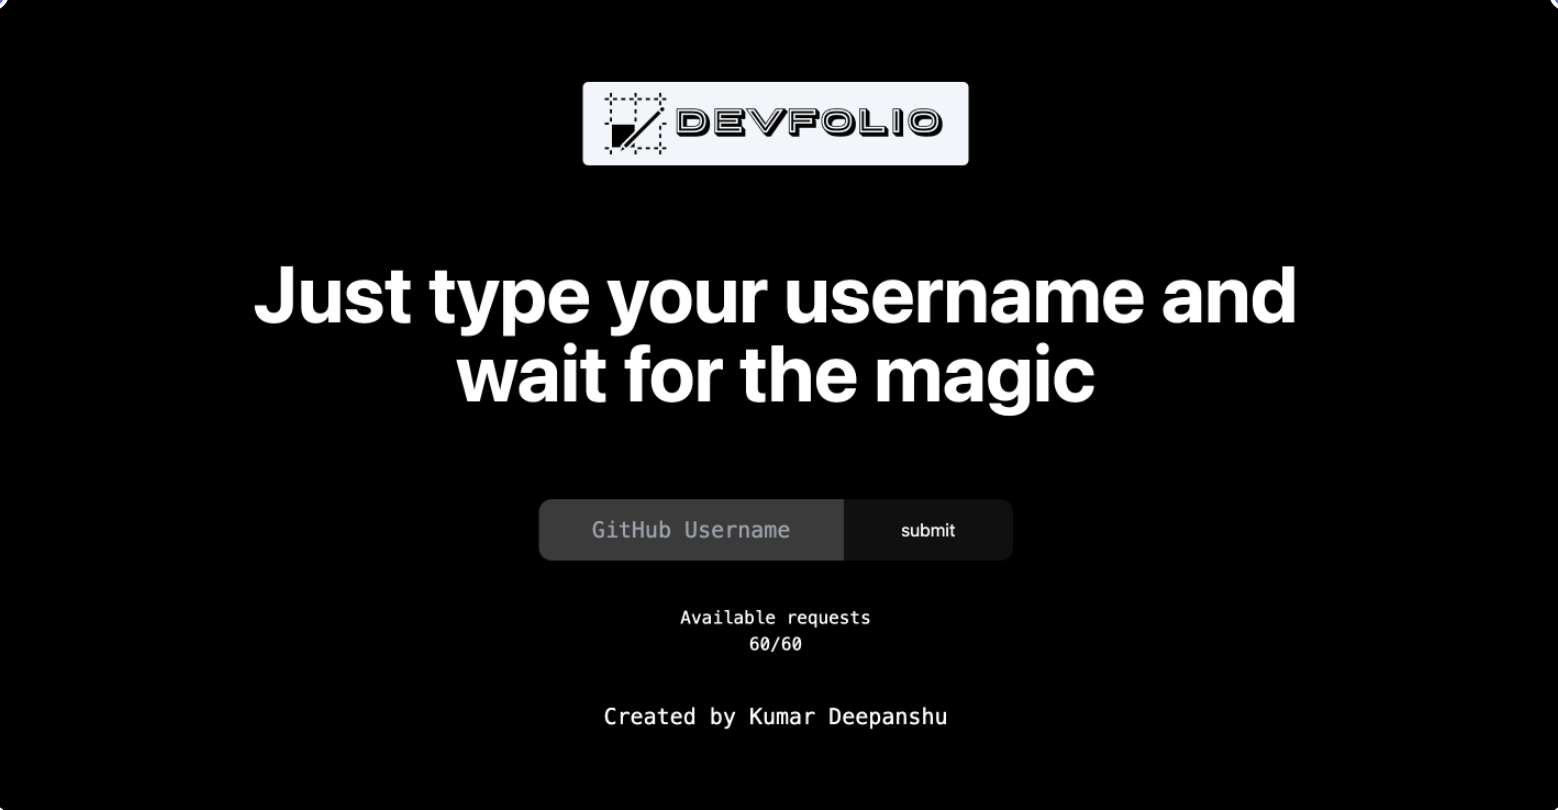 DEVFOLIO
Just type your username and
wait for the magic
GitHub Username
submit
Available requests
60/60
Created by Kumar Deepanshu